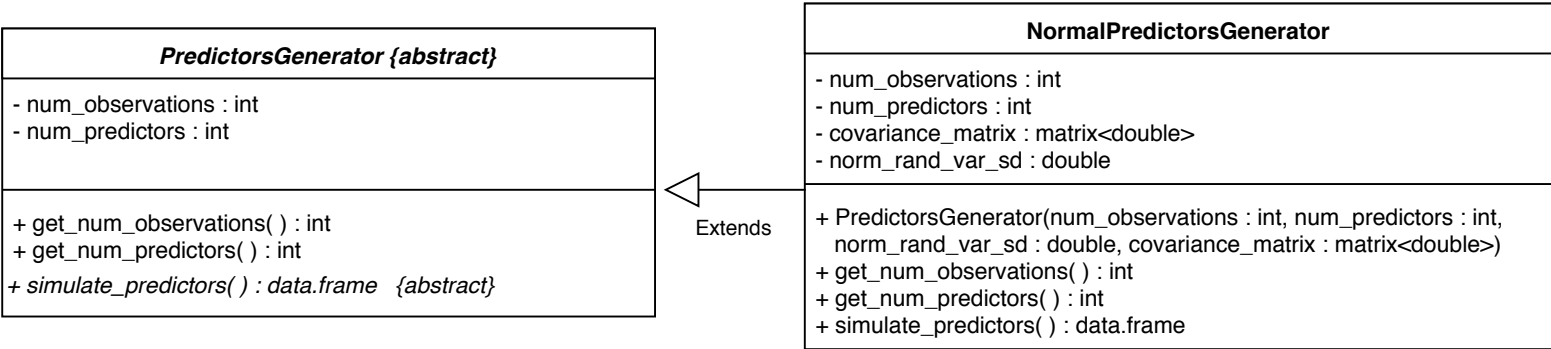 PredictorsGenerator {abstract}
- num_observations : int
- num_predictors : int
+ get_num_observations( ) : int
+ get_num_predictors( ) : int
+ simulate_predictors( ) : data.frame {abstract}
Extends
NormalPredictorsGenerator
- num_observations : int
- num_predictors : int
- covariance_matrix : matrix<double>
- norm_rand_var_sd : double
+ PredictorsGenerator(num_observations : int, num_predictors : int,
norm_rand_var_sd : double, covariance_matrix : matrix<double>)
+ get_num_observations( ) : int
+ get_num_predictors( ) : int
+ simulate_predictors( ) : data.frame